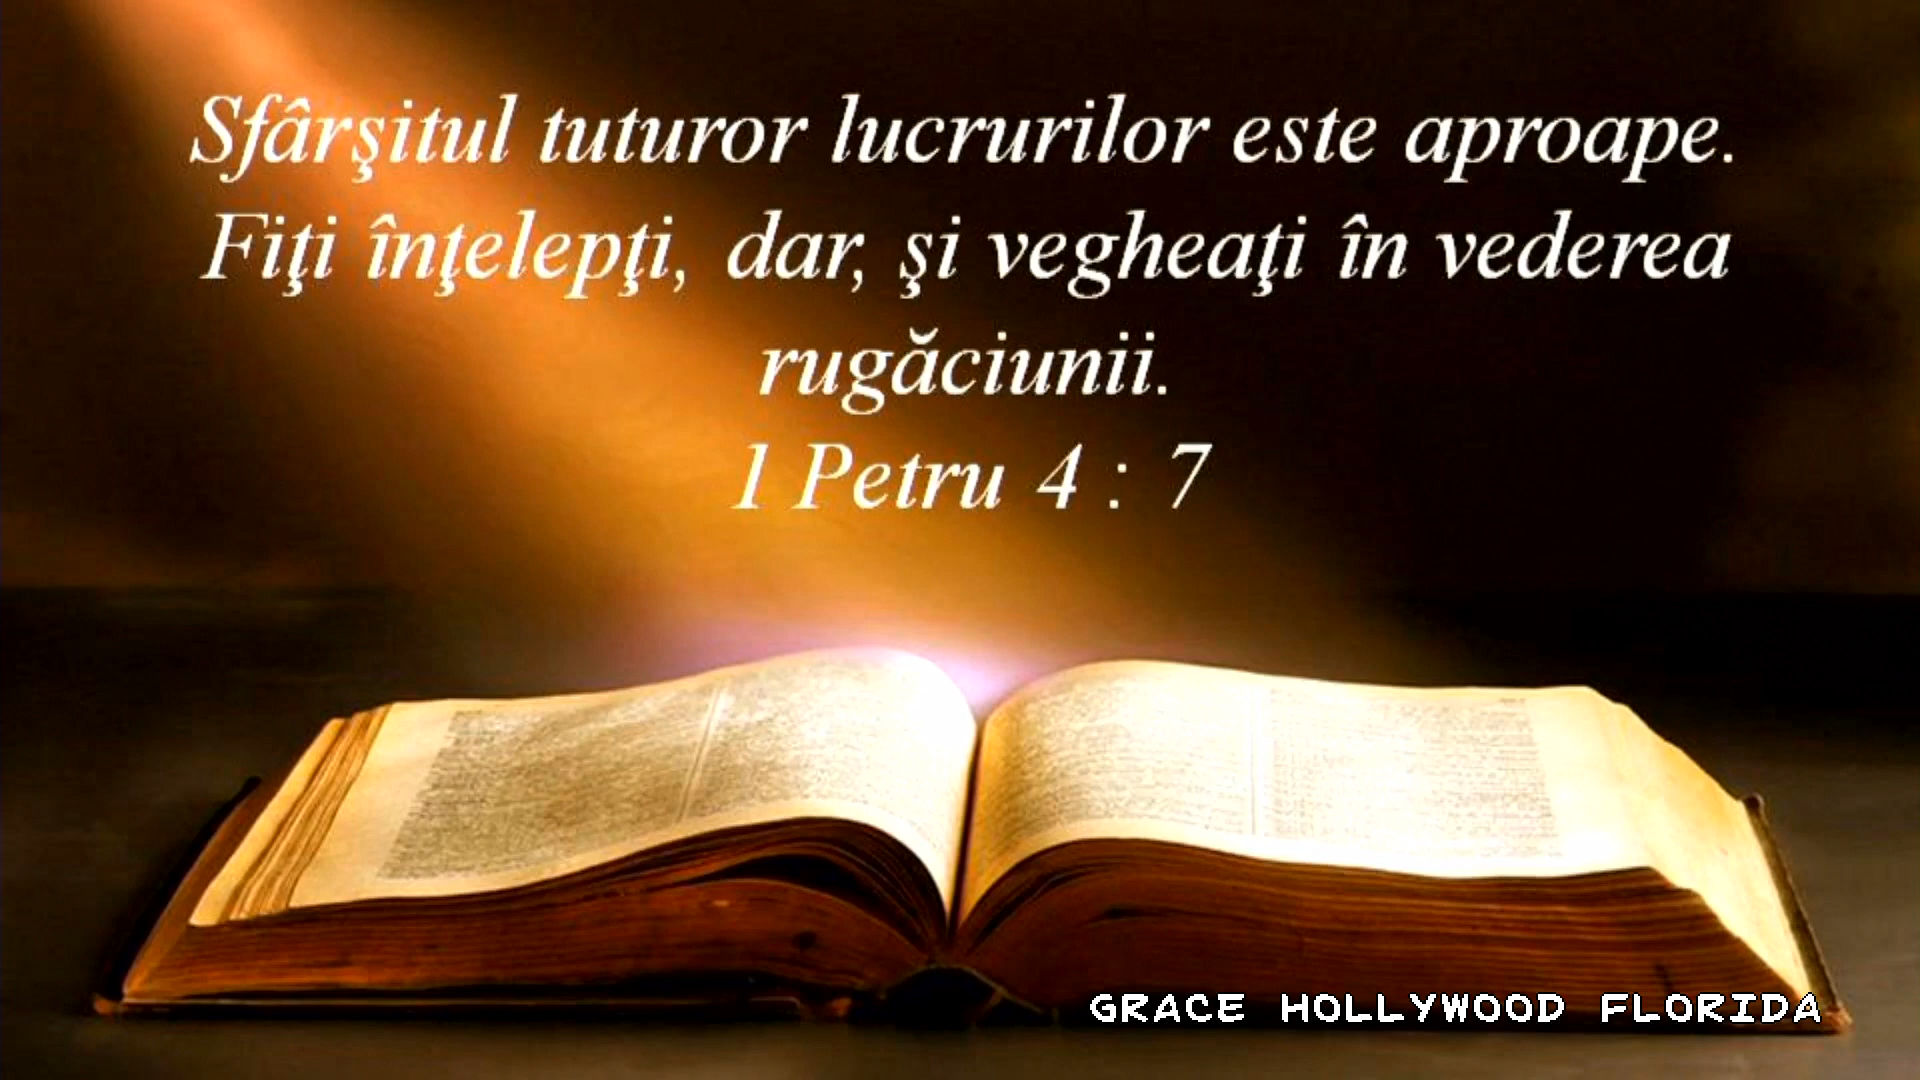 Sfârşitul tuturor lucrurilor este aproape.
Fiţi înţelepţi, dar, şi vegheaţi în vederea
rugăciunii.
1 Petru 4 : 7
GRACE HOLLYWOOD FLORIDA